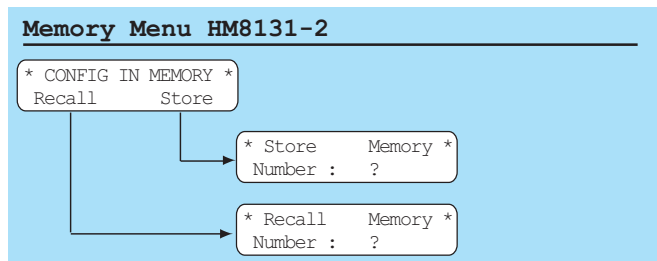 Memory Menu HM8131-2
* CONFIG IN MEMORY *
Recall Store
* Store Memory *
Number : ?
* Recall Memory *
Number : ?